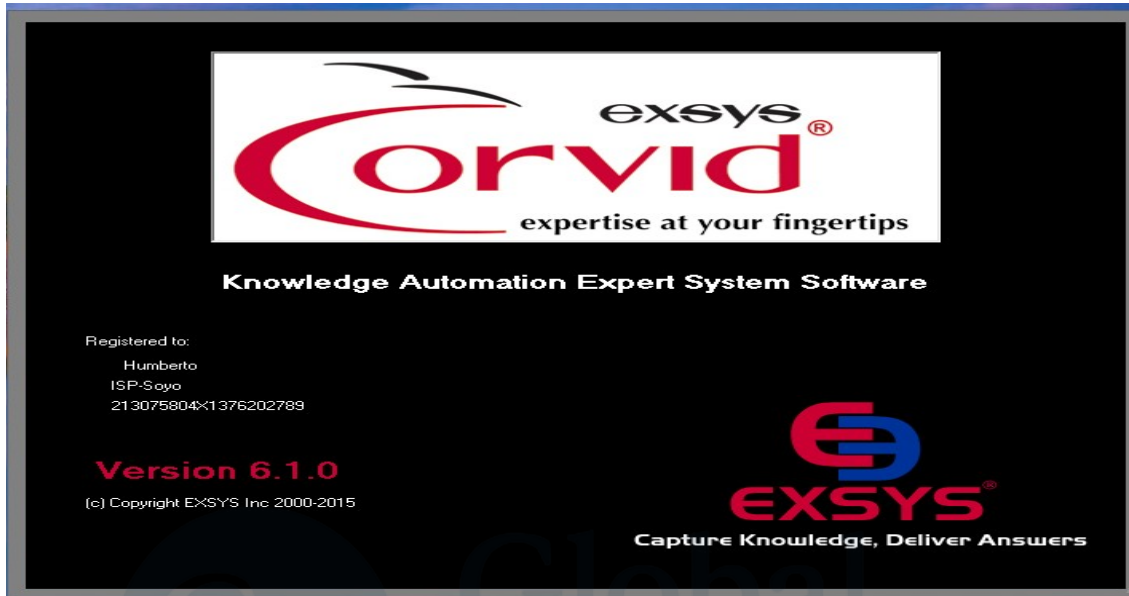 exsys
Corvid®
expertise at your fingertips
Knowledge Automation Expert System Software
Registered to:
Humberto
ISP-Soyo
213075804X1376202789
Version 6.1.0
(c) Copyright EXSYS Inc 2000-2015
EXSYS®
Capture Knowledge, Deliver Answers
Global